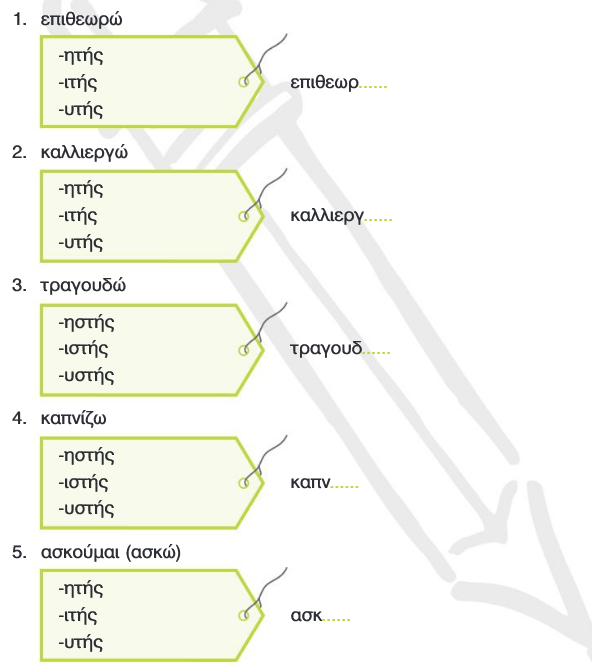 1. επιθεωρώ
-ητής
-ιτής
-υτής
επιθεωρ......
2. καλλιεργώ
-ητής
-ιτής
-υτής
καλλιεργ......
3. τραγουδώ
-ηστής
-ιστής
-υστής
τραγουδ......
4. καπνίζω
-ηστής
-ιστής
-υστής
καπν......
5. ασκούμαι (ασκώ)
-ητής
-ιτής
-υτής
ασκ......